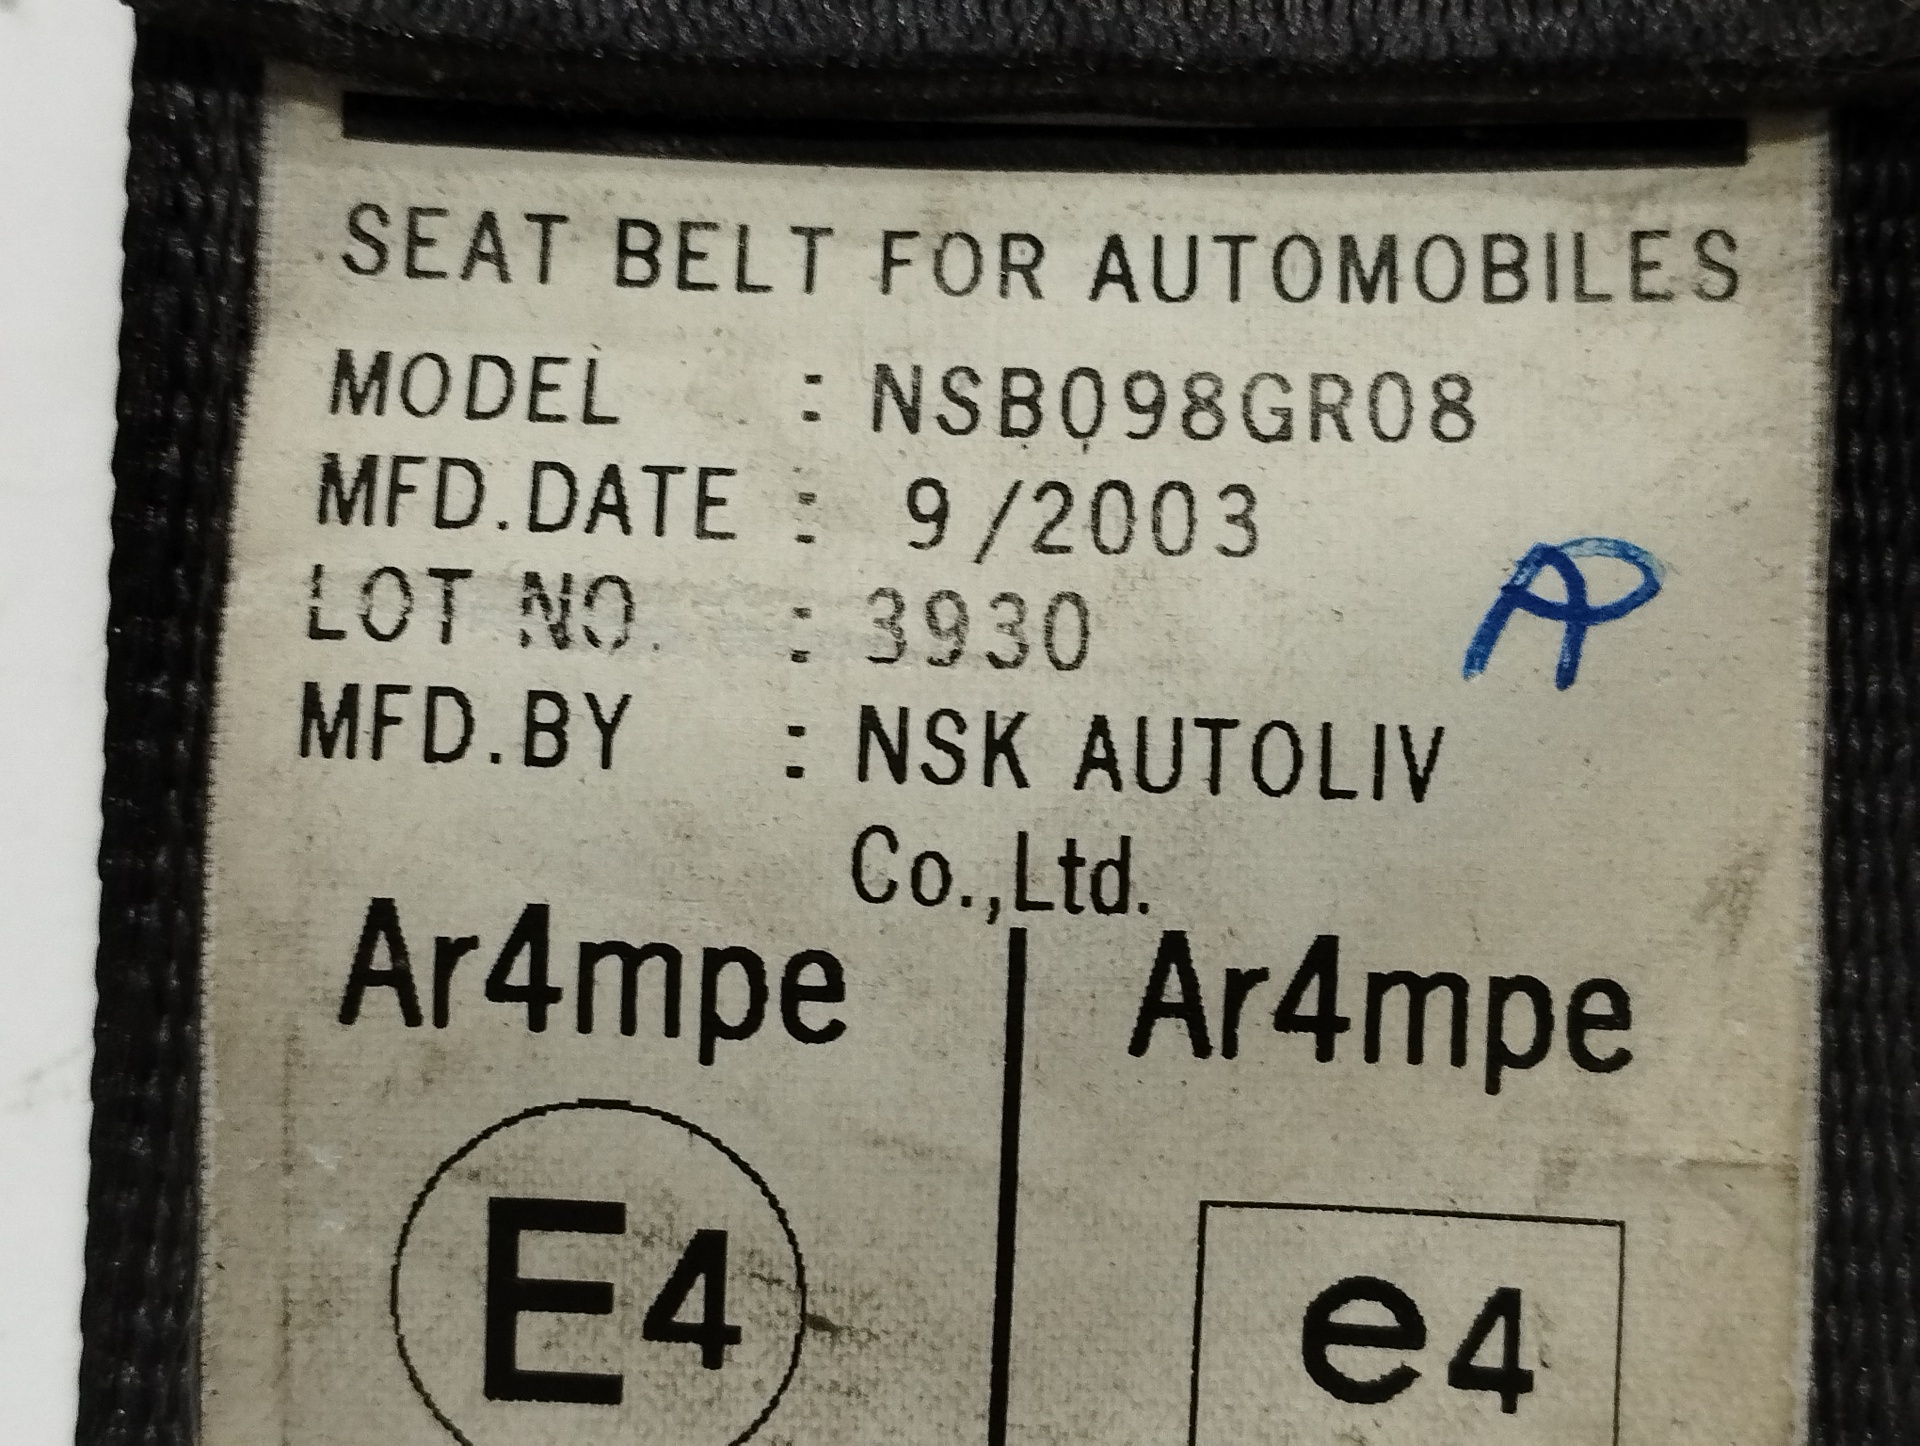 SEAT BELT FOR AUTOMOBILES
MODEL : NSB098GR08
MFD.DATE : 9/2003
LOT NO. : 3930
MFD.BY : NSK AUTOLIV
Co.,Ltd.
Ar4mpe Ar4mpe
E4 e4